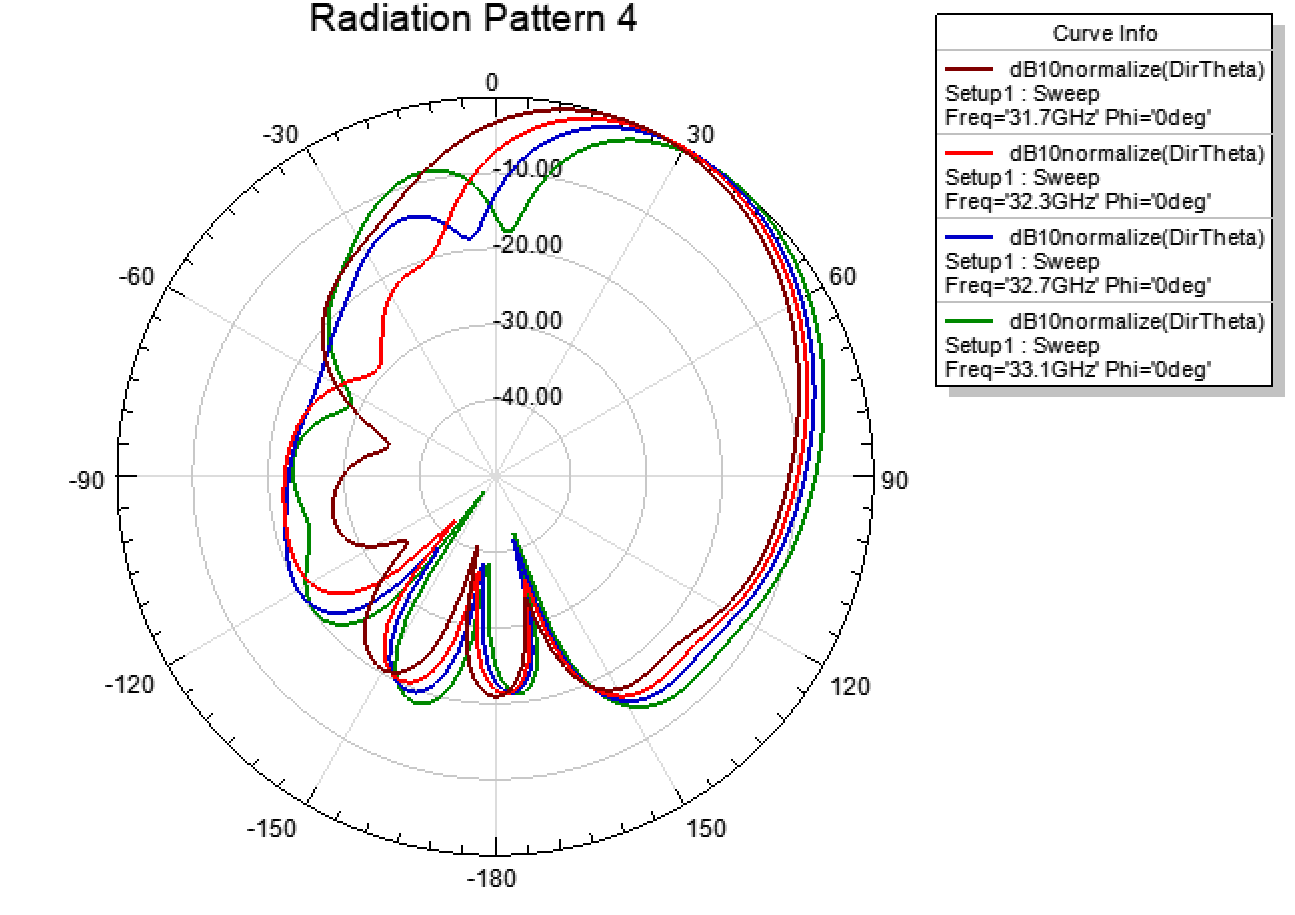 Radiation Pattern 4
Curve Info
dB10normalize(DirTheta)
Setup1 : Sweep
Freq='31.7GHz' Phi='0deg'
dB10normalize(DirTheta)
Setup1 : Sweep
Freq='32.3GHz' Phi='0deg'
dB10normalize(DirTheta)
Setup1 : Sweep
Freq='32.7GHz' Phi='0deg'
dB10normalize(DirTheta)
Setup1 : Sweep
Freq='33.1GHz' Phi='0deg'
0
-30
30
-10.00
-20.00
-60
60
-30.00
-40.00
-90
90
-120
120
-150
150
-180